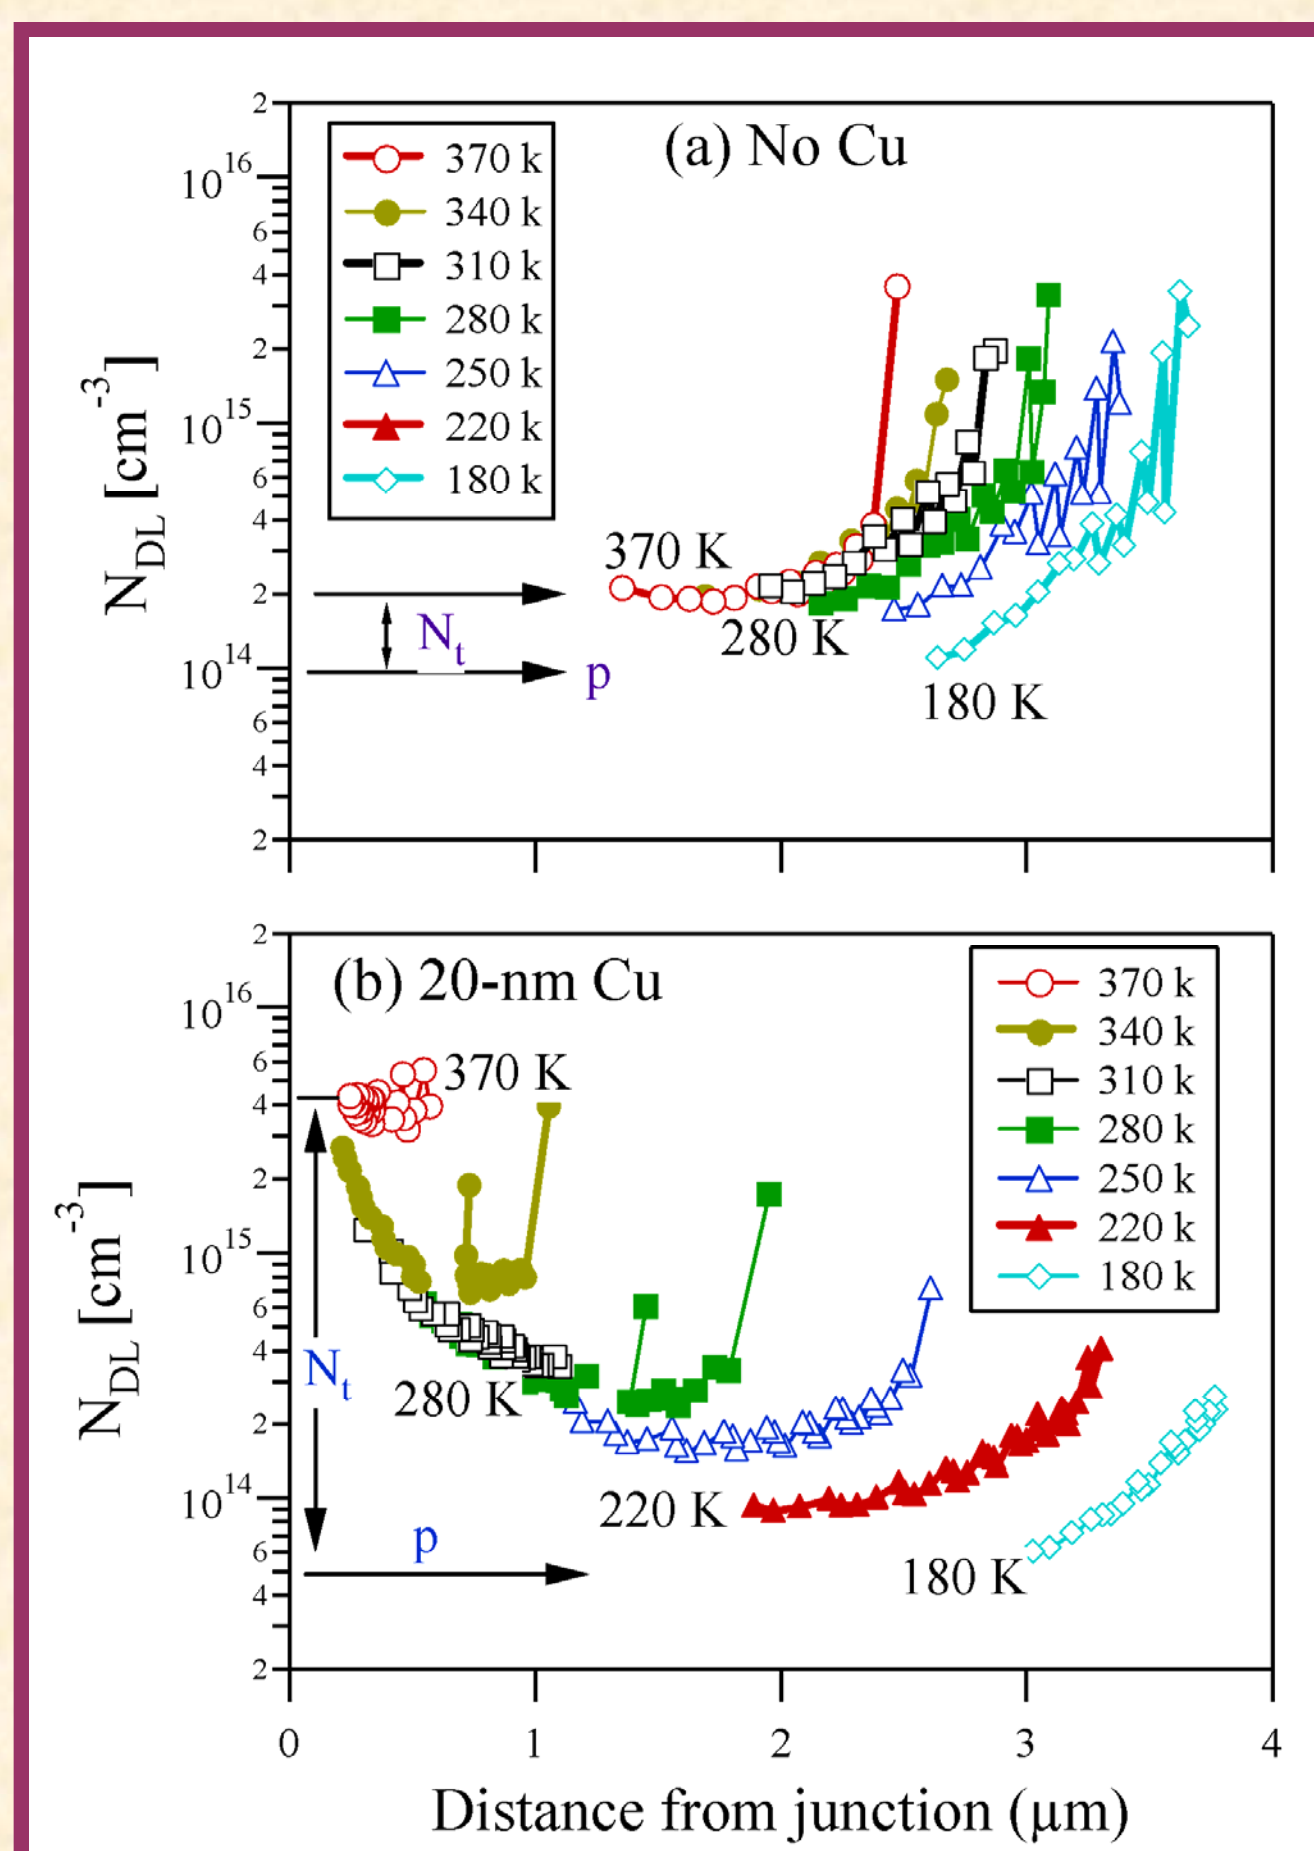 (a) No Cu
370 k
340 k
310 k
280 k
250 k
220 k
180 k
2
10^16
6
4
2
10^15
6
4
2
10^14
6
4
2
N_DL [cm^-3]
370 K
280 K
180 K
N_t
p
(b) 20-nm Cu
370 k
340 k
310 k
280 k
250 k
220 k
180 k
2
10^16
6
4
2
10^15
6
4
2
10^14
6
4
2
N_DL [cm^-3]
370 K
280 K
220 K
180 K
N_t
p
0 1 2 3 4
Distance from junction (µm)